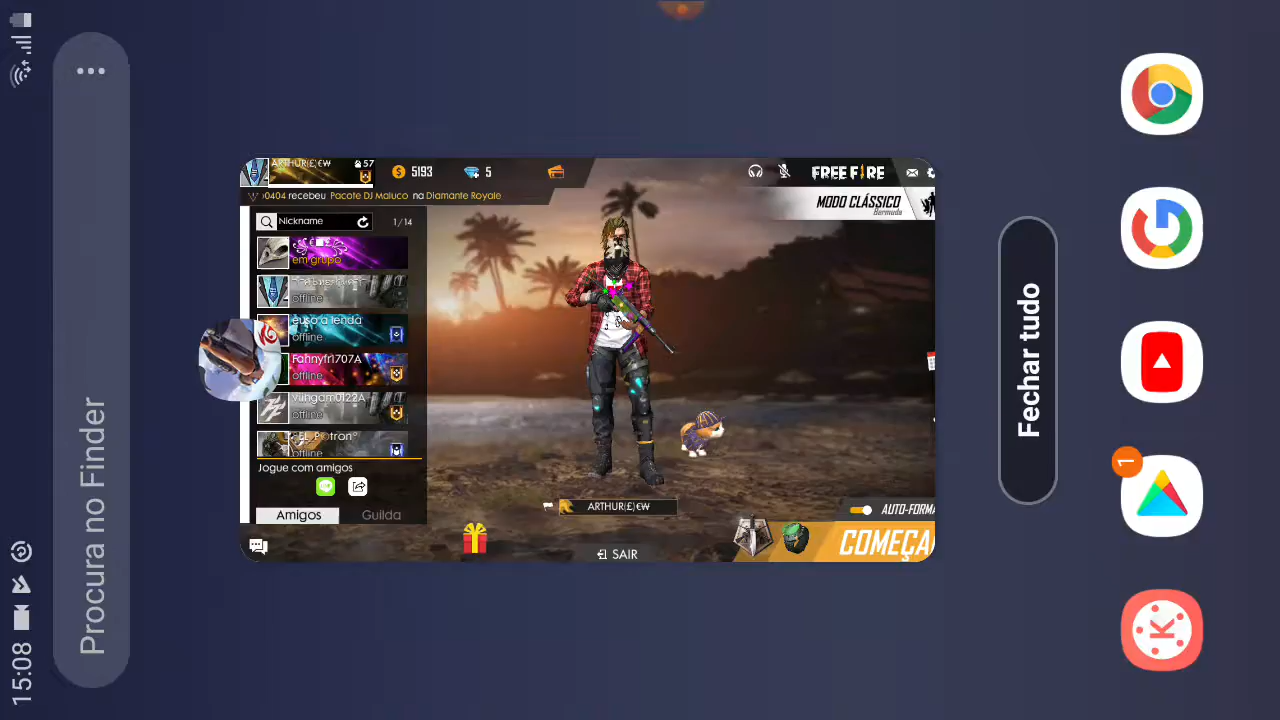 15:08
Procura no Finder
ARTHUR(£)€₩
57
5193
5
FREE FIRE
0404 recebeu Pacote DJ Maluco na Diamante Royale
MODO CLÁSSICO
Bermuda
Nickname
1/14
em grupo
offline
euso a lenda
offline
Fahnyfr1707A
offline
offline
offline
Jogue com amigos
Amigos
Guilda
ARTHUR(£)€₩
AUTO-FORMA
SAIR
COMEÇA
Fechar tudo
1
K